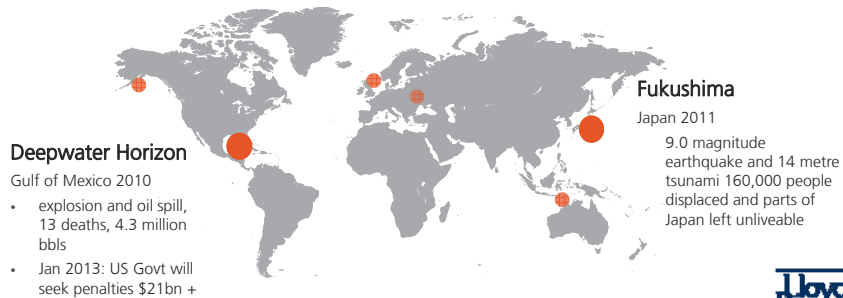 Fukushima
Japan 2011
9.0 magnitude
earthquake and 14 metre
tsunami 160,000 people
displaced and parts of
Japan left unliveable
Deepwater Horizon
Gulf of Mexico 2010
• explosion and oil spill,
13 deaths, 4.3 million
bbls
• Jan 2013: US Govt will
seek penalties $21bn +